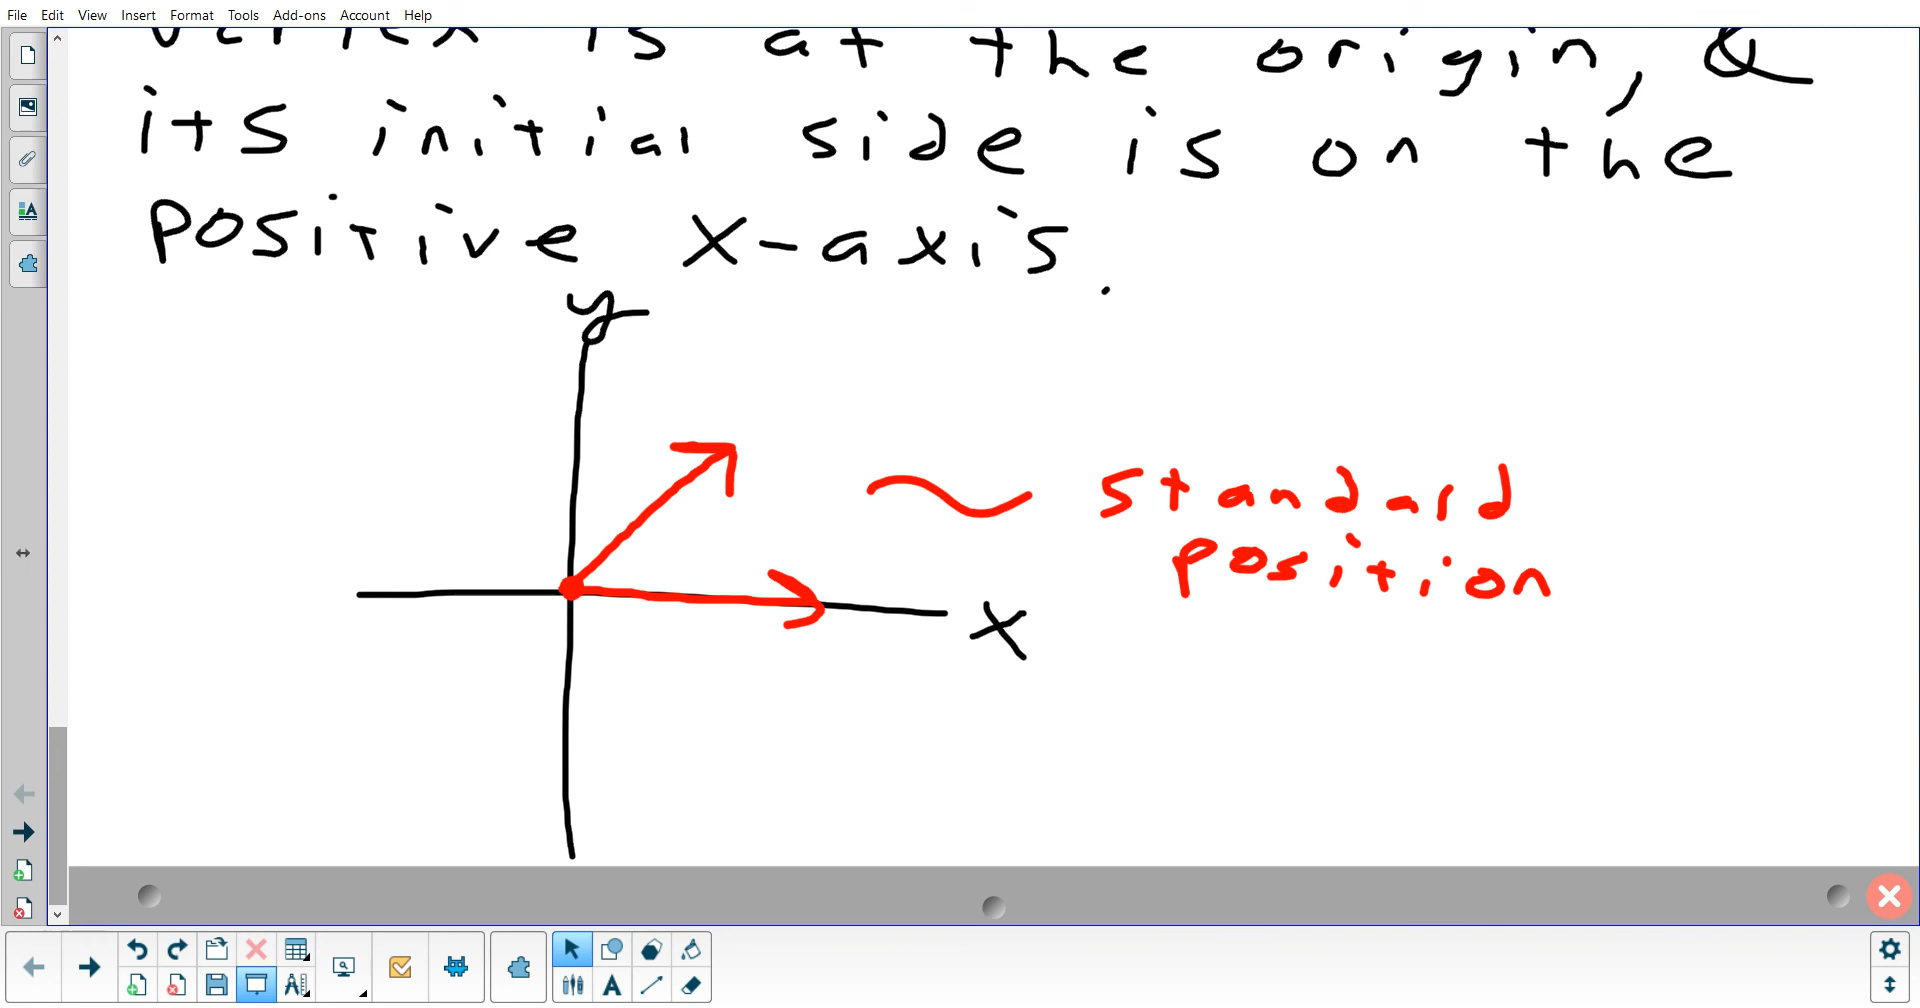 File Edit View Insert Format Tools Add-ons Account Help
vertex is at the origin, &
its initial side is on the
positive x-axis.
y
standard
position
x